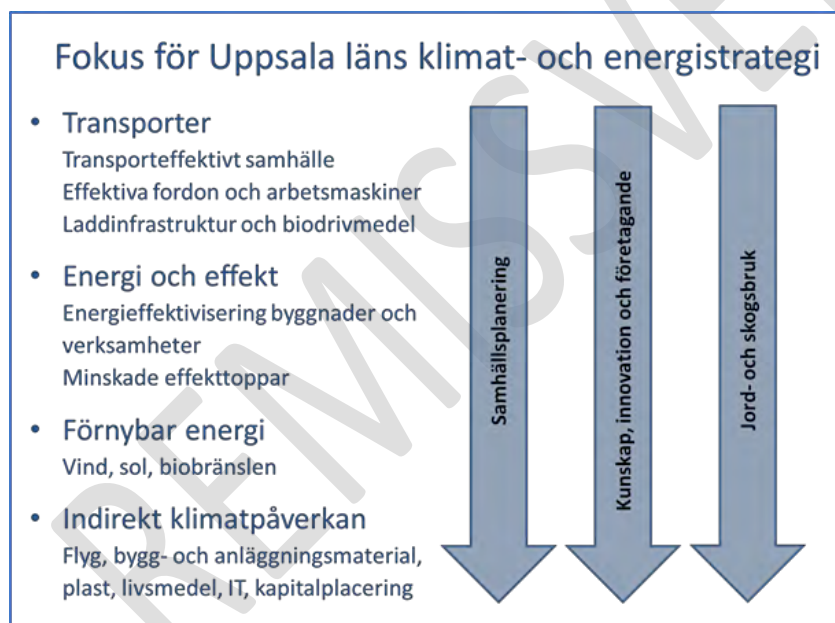 Fokus för Uppsala läns klimat- och energistrategi
• Transporter
Transporteffektivt samhälle
Effektiva fordon och arbetsmaskiner
Laddinfrastruktur och biodrivmedel
• Energi och effekt
Energieffektivisering byggnader och
verksamheter
Minskade effekttoppar
• Förnybar energi
Vind, sol, biobränslen
• Indirekt klimatpåverkan
Flyg, bygg- och anläggningsmaterial,
plast, livsmedel, IT, kapitalplacering
Samhällsplanering
Kunskap, innovation och företagande
Jord- och skogsbruk
REMISSVE